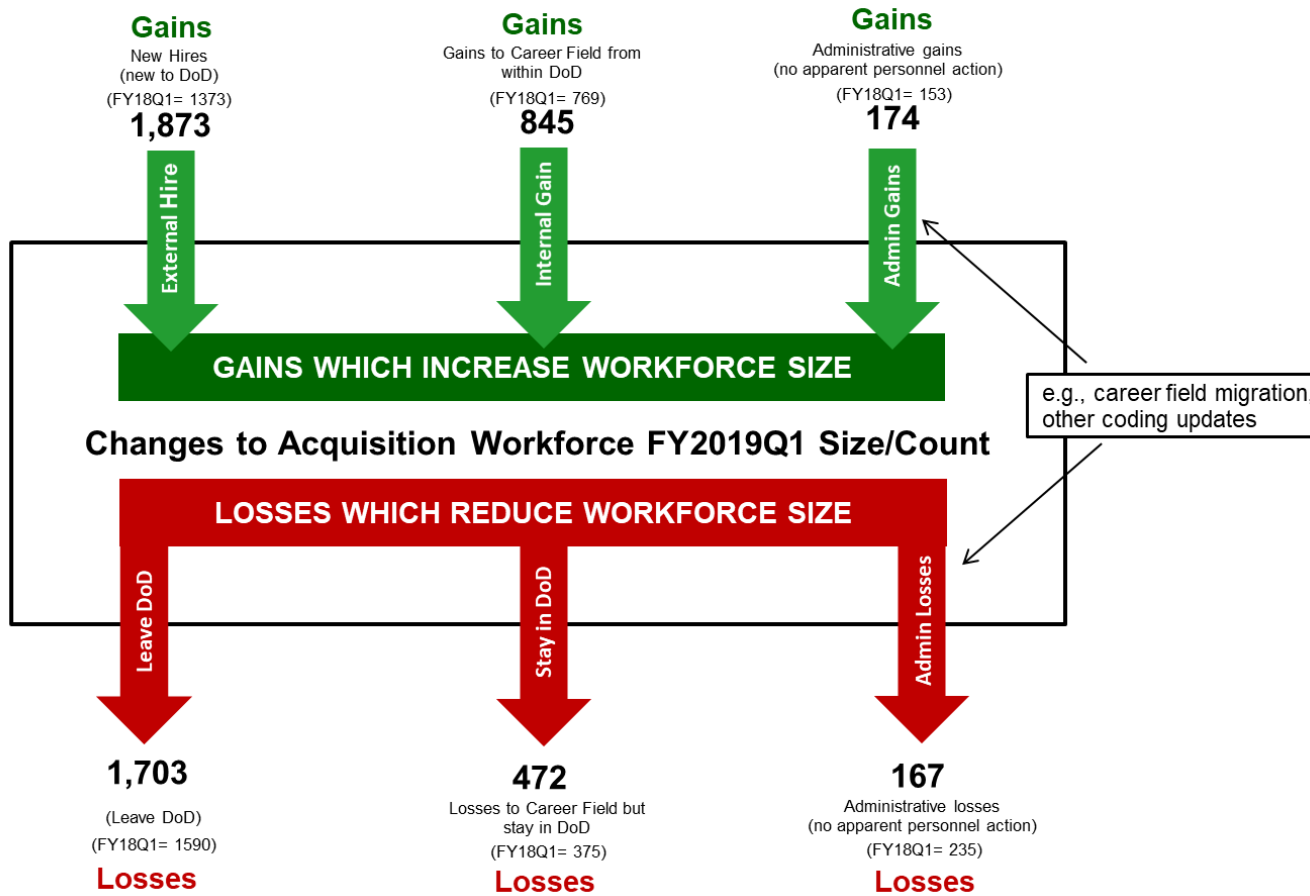 Gains
New Hires
(new to DoD)
(FY18Q1= 1373)
1,873
Gains
Gains to Career Field from
within DoD
(FY18Q1= 769)
845
Gains
Administrative gains
(no apparent personnel action)
(FY18Q1= 153)
174
External Hire
Internal Gain
Admin Gains
GAINS WHICH INCREASE WORKFORCE SIZE
e.g., career field migration,
other coding updates
Changes to Acquisition Workforce FY2019Q1 Size/Count
LOSSES WHICH REDUCE WORKFORCE SIZE
Leave DoD
Stay in DoD
Admin Losses
1,703
(Leave DoD)
(FY18Q1= 1590)
Losses
472
Losses to Career Field but
stay in DoD
(FY18Q1= 375)
Losses
167
Administrative losses
(no apparent personnel action)
(FY18Q1= 235)
Losses